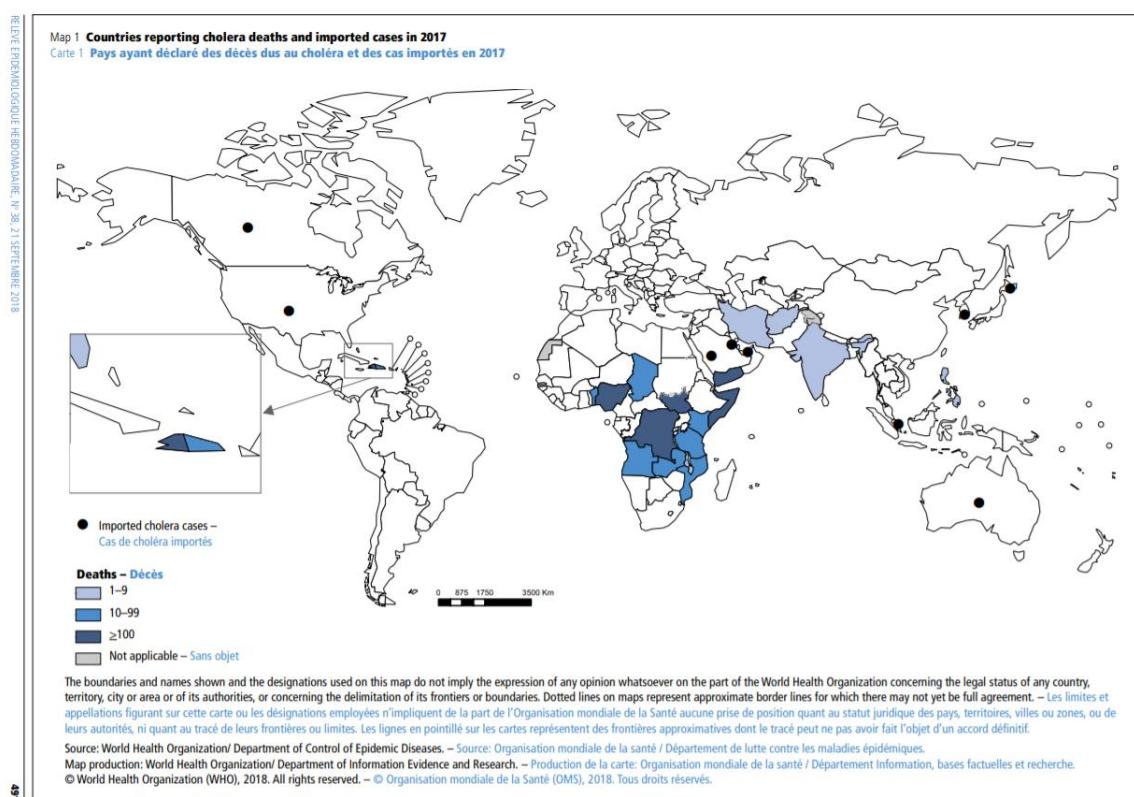 RELEVE EPIDEMIOLOGIQUE HEBDOMADAIRE, Nº 38, 21 SEPTEMBRE 2018
Map 1 Countries reporting cholera deaths and imported cases in 2017
Carte 1 Pays ayant déclaré des décès dus au choléra et des cas importés en 2017
Imported cholera cases –
Cas de choléra importés
Deaths – Décès
1–9
10–99
≥100
Not applicable – Sans objet
0 875 1750 3500 Km
The boundaries and names shown and the designations used on this map do not imply the expression of any opinion whatsoever on the part of the World Health Organization concerning the legal status of any country,
territory, city or area or of its authorities, or concerning the delimitation of its frontiers or boundaries. Dotted lines on maps represent approximate border lines for which there may not yet be full agreement. – Les limites et
appellations figurant sur cette carte ou les désignations employées n'impliquent de la part de l'Organisation mondiale de la Santé aucune prise de position quant au statut juridique des pays, territoires, villes ou zones, ou de
leurs autorités, ni quant au tracé de leurs frontières ou limites. Les lignes en pointillé sur les cartes représentent des frontières approximatives dont le tracé peut ne pas avoir fait l'objet d'un accord définitif.
Source: World Health Organization/ Department of Control of Epidemic Diseases. – Source: Organisation mondiale de la santé / Département de lutte contre les maladies épidémiques.
Map production: World Health Organization/ Department of Information Evidence and Research. – Production de la carte: Organisation mondiale de la santé / Département Information, bases factuelles et recherche.
© World Health Organization (WHO), 2018. All rights reserved. – © Organisation mondiale de la Santé (OMS), 2018. Tous droits réservés.